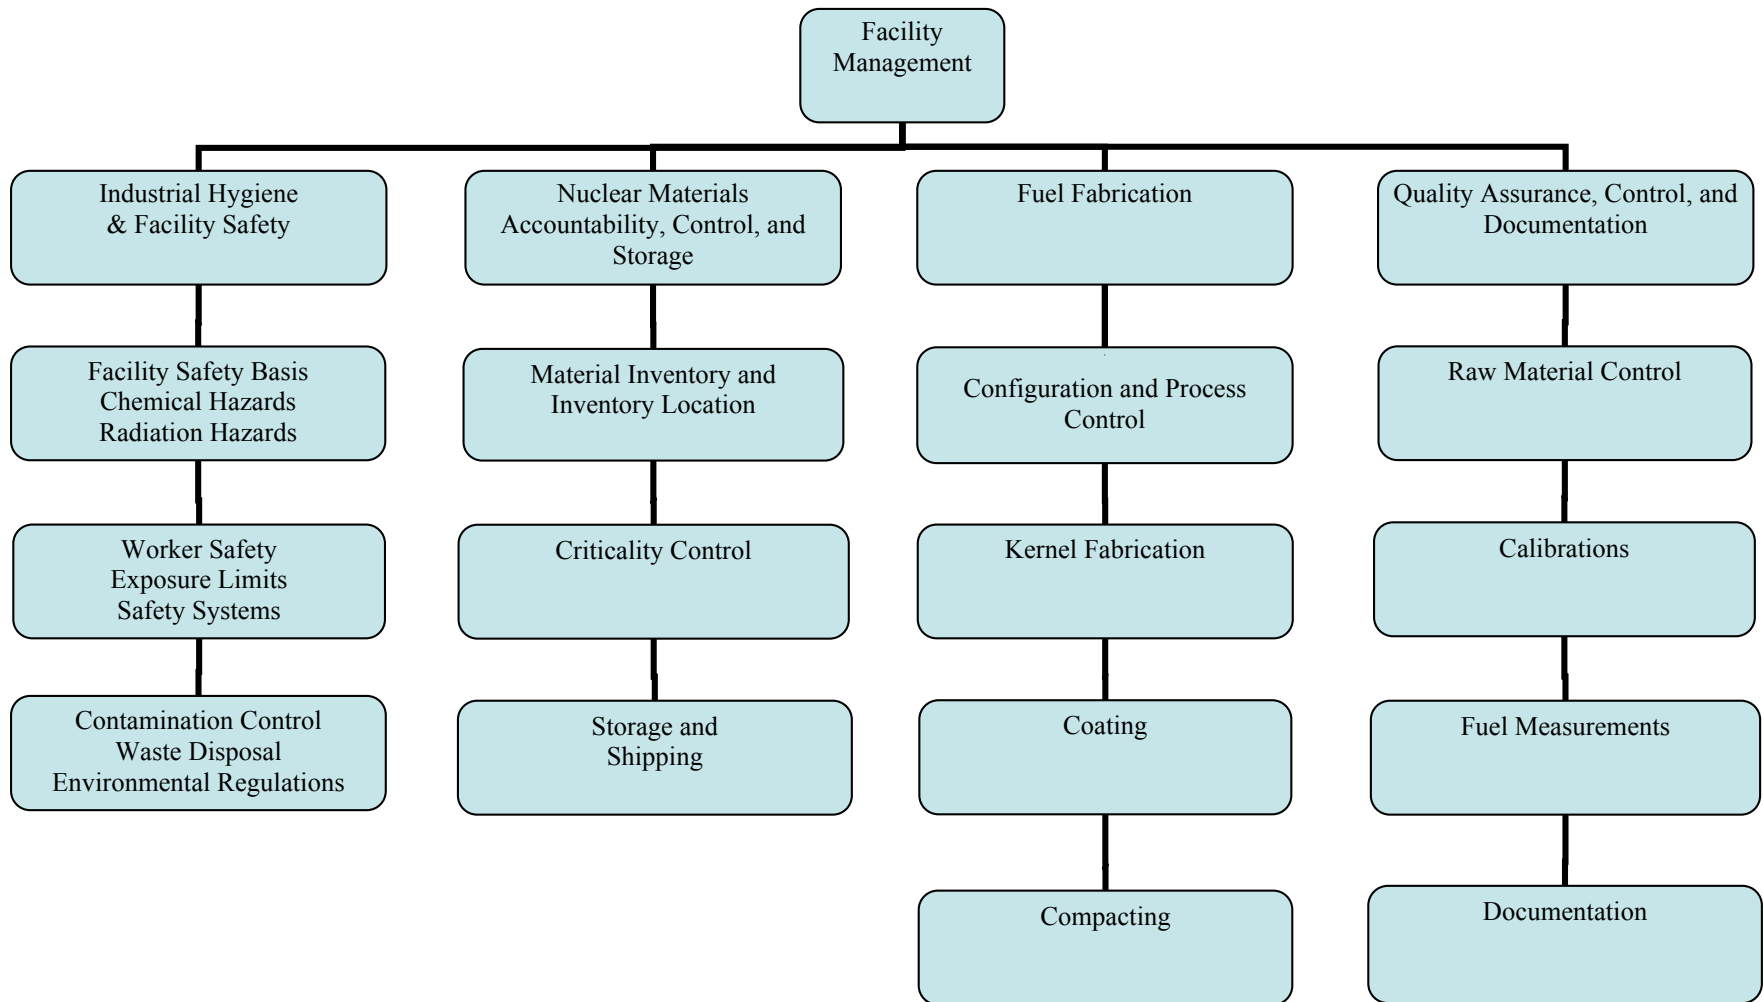 Facility
Management
Industrial Hygiene
& Facility Safety
Nuclear Materials
Accountability, Control, and
Storage
Fuel Fabrication
Quality Assurance, Control, and
Documentation
Facility Safety Basis
Chemical Hazards
Radiation Hazards
Material Inventory and
Inventory Location
Configuration and Process
Control
Raw Material Control
Worker Safety
Exposure Limits
Safety Systems
Criticality Control
Kernel Fabrication
Calibrations
Contamination Control
Waste Disposal
Environmental Regulations
Storage and
Shipping
Coating
Fuel Measurements
Compacting
Documentation